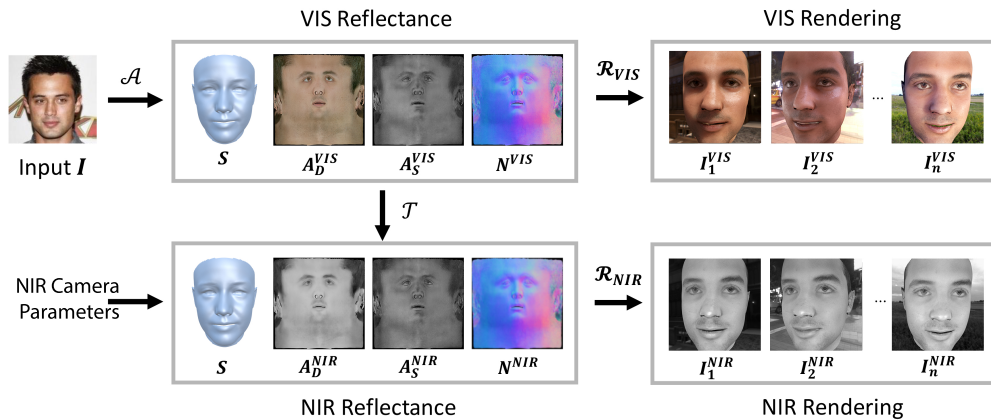 VIS Reflectance
VIS Rendering
𝒜
ℛ_VIS
...
Input I
S
A_D^VIS
A_S^VIS
N^VIS
I_1^VIS
I_2^VIS
I_n^VIS
𝒯
NIR Camera
Parameters
ℛ_NIR
...
S
A_D^NIR
A_S^NIR
N^NIR
I_1^NIR
I_2^NIR
I_n^NIR
NIR Reflectance
NIR Rendering